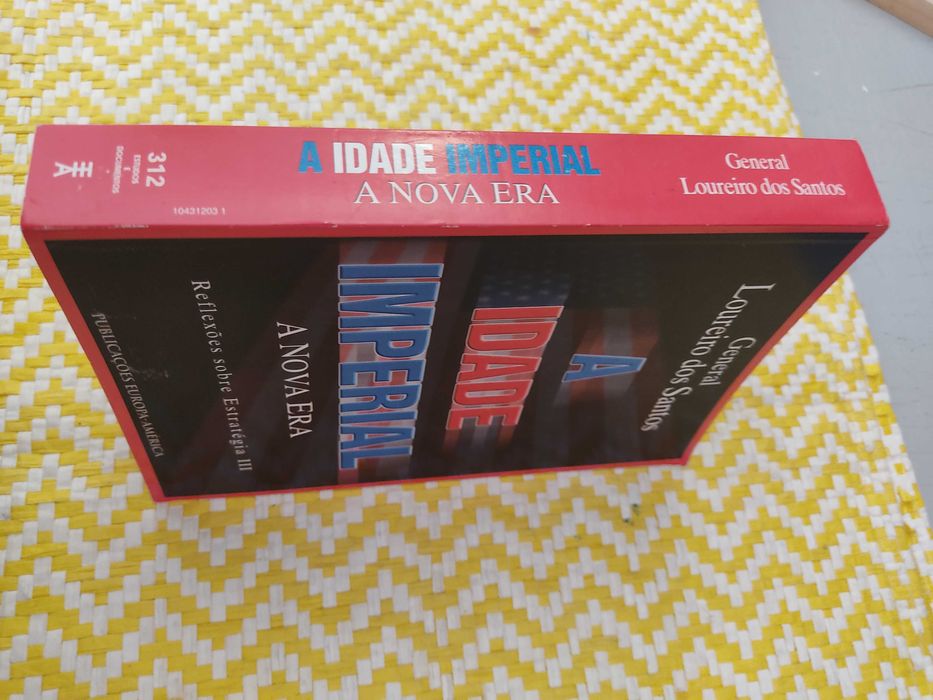 A IDADE IMPERIAL
A NOVA ERA
General
Loureiro dos Santos
312
ESTUDOS
E
DOCUMENTOS
10431203 1
General
Loureiro dos Santos
A
IDADE
IMPERIAL
A NOVA ERA
Reflexões sobre Estratégia III
PUBLICAÇÕES EUROPA-AMÉRICA